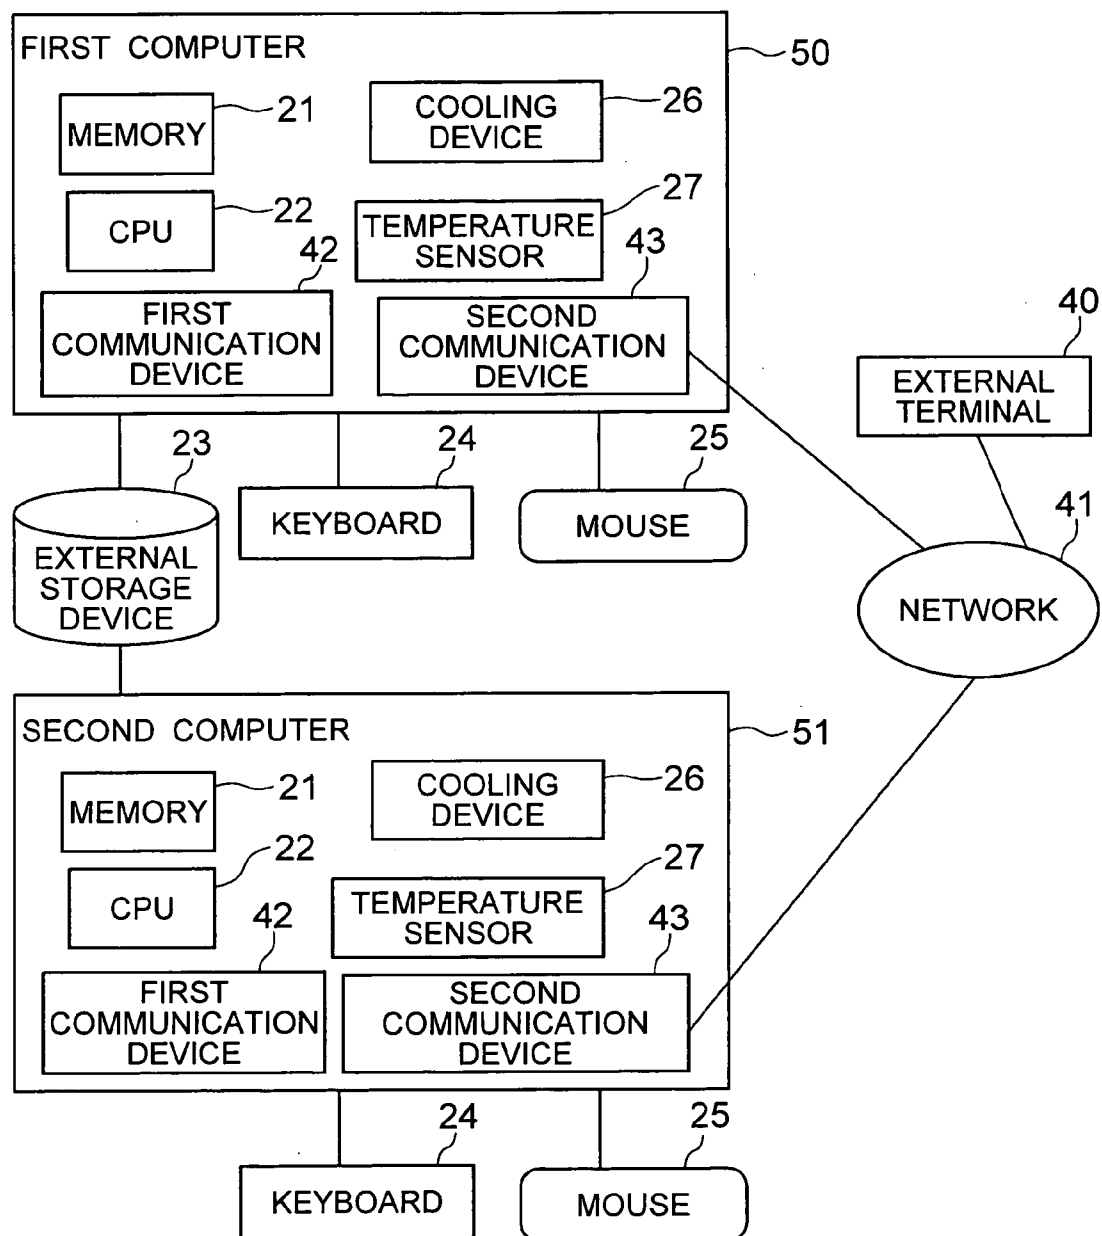 FIRST COMPUTER
50
MEMORY
21
COOLING
DEVICE
26
CPU
22
TEMPERATURE
SENSOR
27
FIRST
COMMUNICATION
DEVICE
42
SECOND
COMMUNICATION
DEVICE
43
40
EXTERNAL
TERMINAL
23
EXTERNAL
STORAGE
DEVICE
24
KEYBOARD
25
MOUSE
41
NETWORK
SECOND COMPUTER
51
MEMORY
21
COOLING
DEVICE
26
CPU
22
TEMPERATURE
SENSOR
27
FIRST
COMMUNICATION
DEVICE
42
SECOND
COMMUNICATION
DEVICE
43
24
KEYBOARD
25
MOUSE